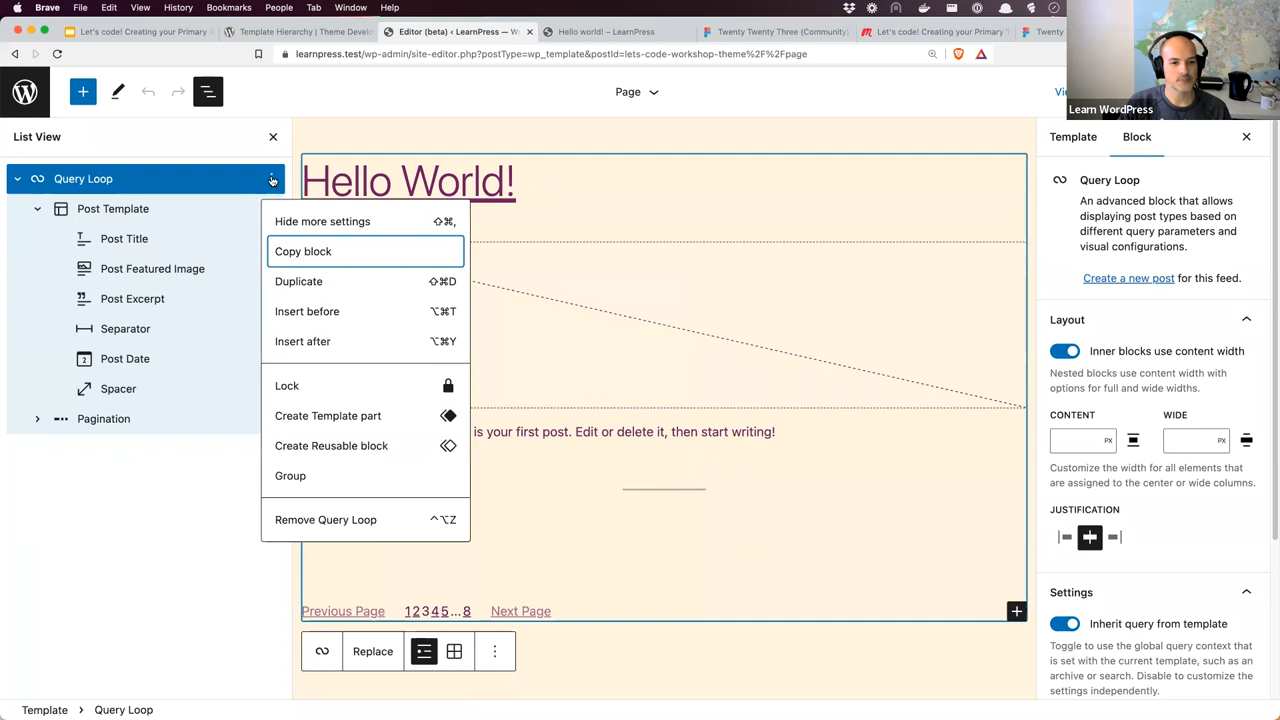 Brave File Edit View History Bookmarks People Tab Window Help
Let's code! Creating your Primary
Template Hierarchy | Theme Devel
Editor (beta) ‹ LearnPress — W
Hello world! – LearnPress
Twenty Twenty Three (Community)
Let's code! Creating your Primary T
Twenty
learnpress.test/wp-admin/site-editor.php?postType=wp_template&postId=lets-code-workshop-theme%2F%2Fpage
Page
Learn WordPress
List View
Query Loop
Post Template
Post Title
Post Featured Image
Post Excerpt
Separator
2 Post Date
Spacer
Pagination
Hide more settings ⇧⌘,
Copy block
Duplicate ⇧⌘D
Insert before ⌥⌘T
Insert after ⌥⌘Y
Lock
Create Template part
Create Reusable block
Group
Remove Query Loop ^⌥Z
Hello World!
is your first post. Edit or delete it, then start writing!
Previous Page 1 2 3 4 5 ... 8 Next Page
Replace
Template Block
Query Loop
An advanced block that allows
displaying post types based on
different query parameters and
visual configurations.
Create a new post for this feed.
Layout
Inner blocks use content width
Nested blocks use content width with
options for full and wide widths.
CONTENT WIDE
PX PX
Customize the width for all elements that
are assigned to the center or wide columns.
JUSTIFICATION
Settings
Inherit query from template
Toggle to use the global query context that
is set with the current template, such as an
archive or search. Disable to customize the
settings independently.
Template › Query Loop